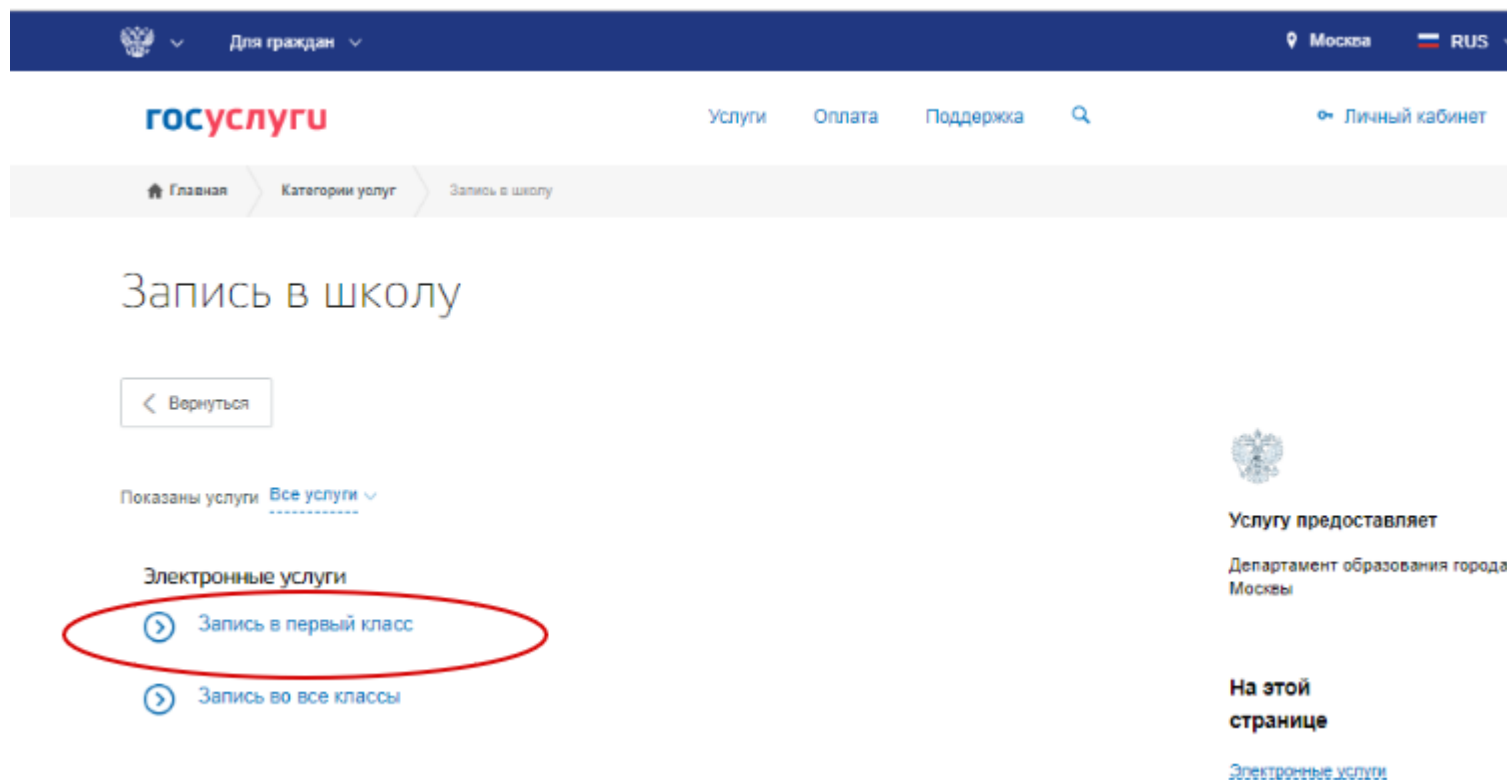 Для граждан
Москва
RUS
госуслуги
Услуги
Оплата
Поддержка
Личный кабинет
Главная
Категории услуг
Запись в школу
Запись в школу
Вернуться
Показаны услуги Все услуги
Электронные услуги
Запись в первый класс
Запись во все классы
Услугу предоставляет
Департамент образования города
Москвы
На этой
странице
Электронные услуги